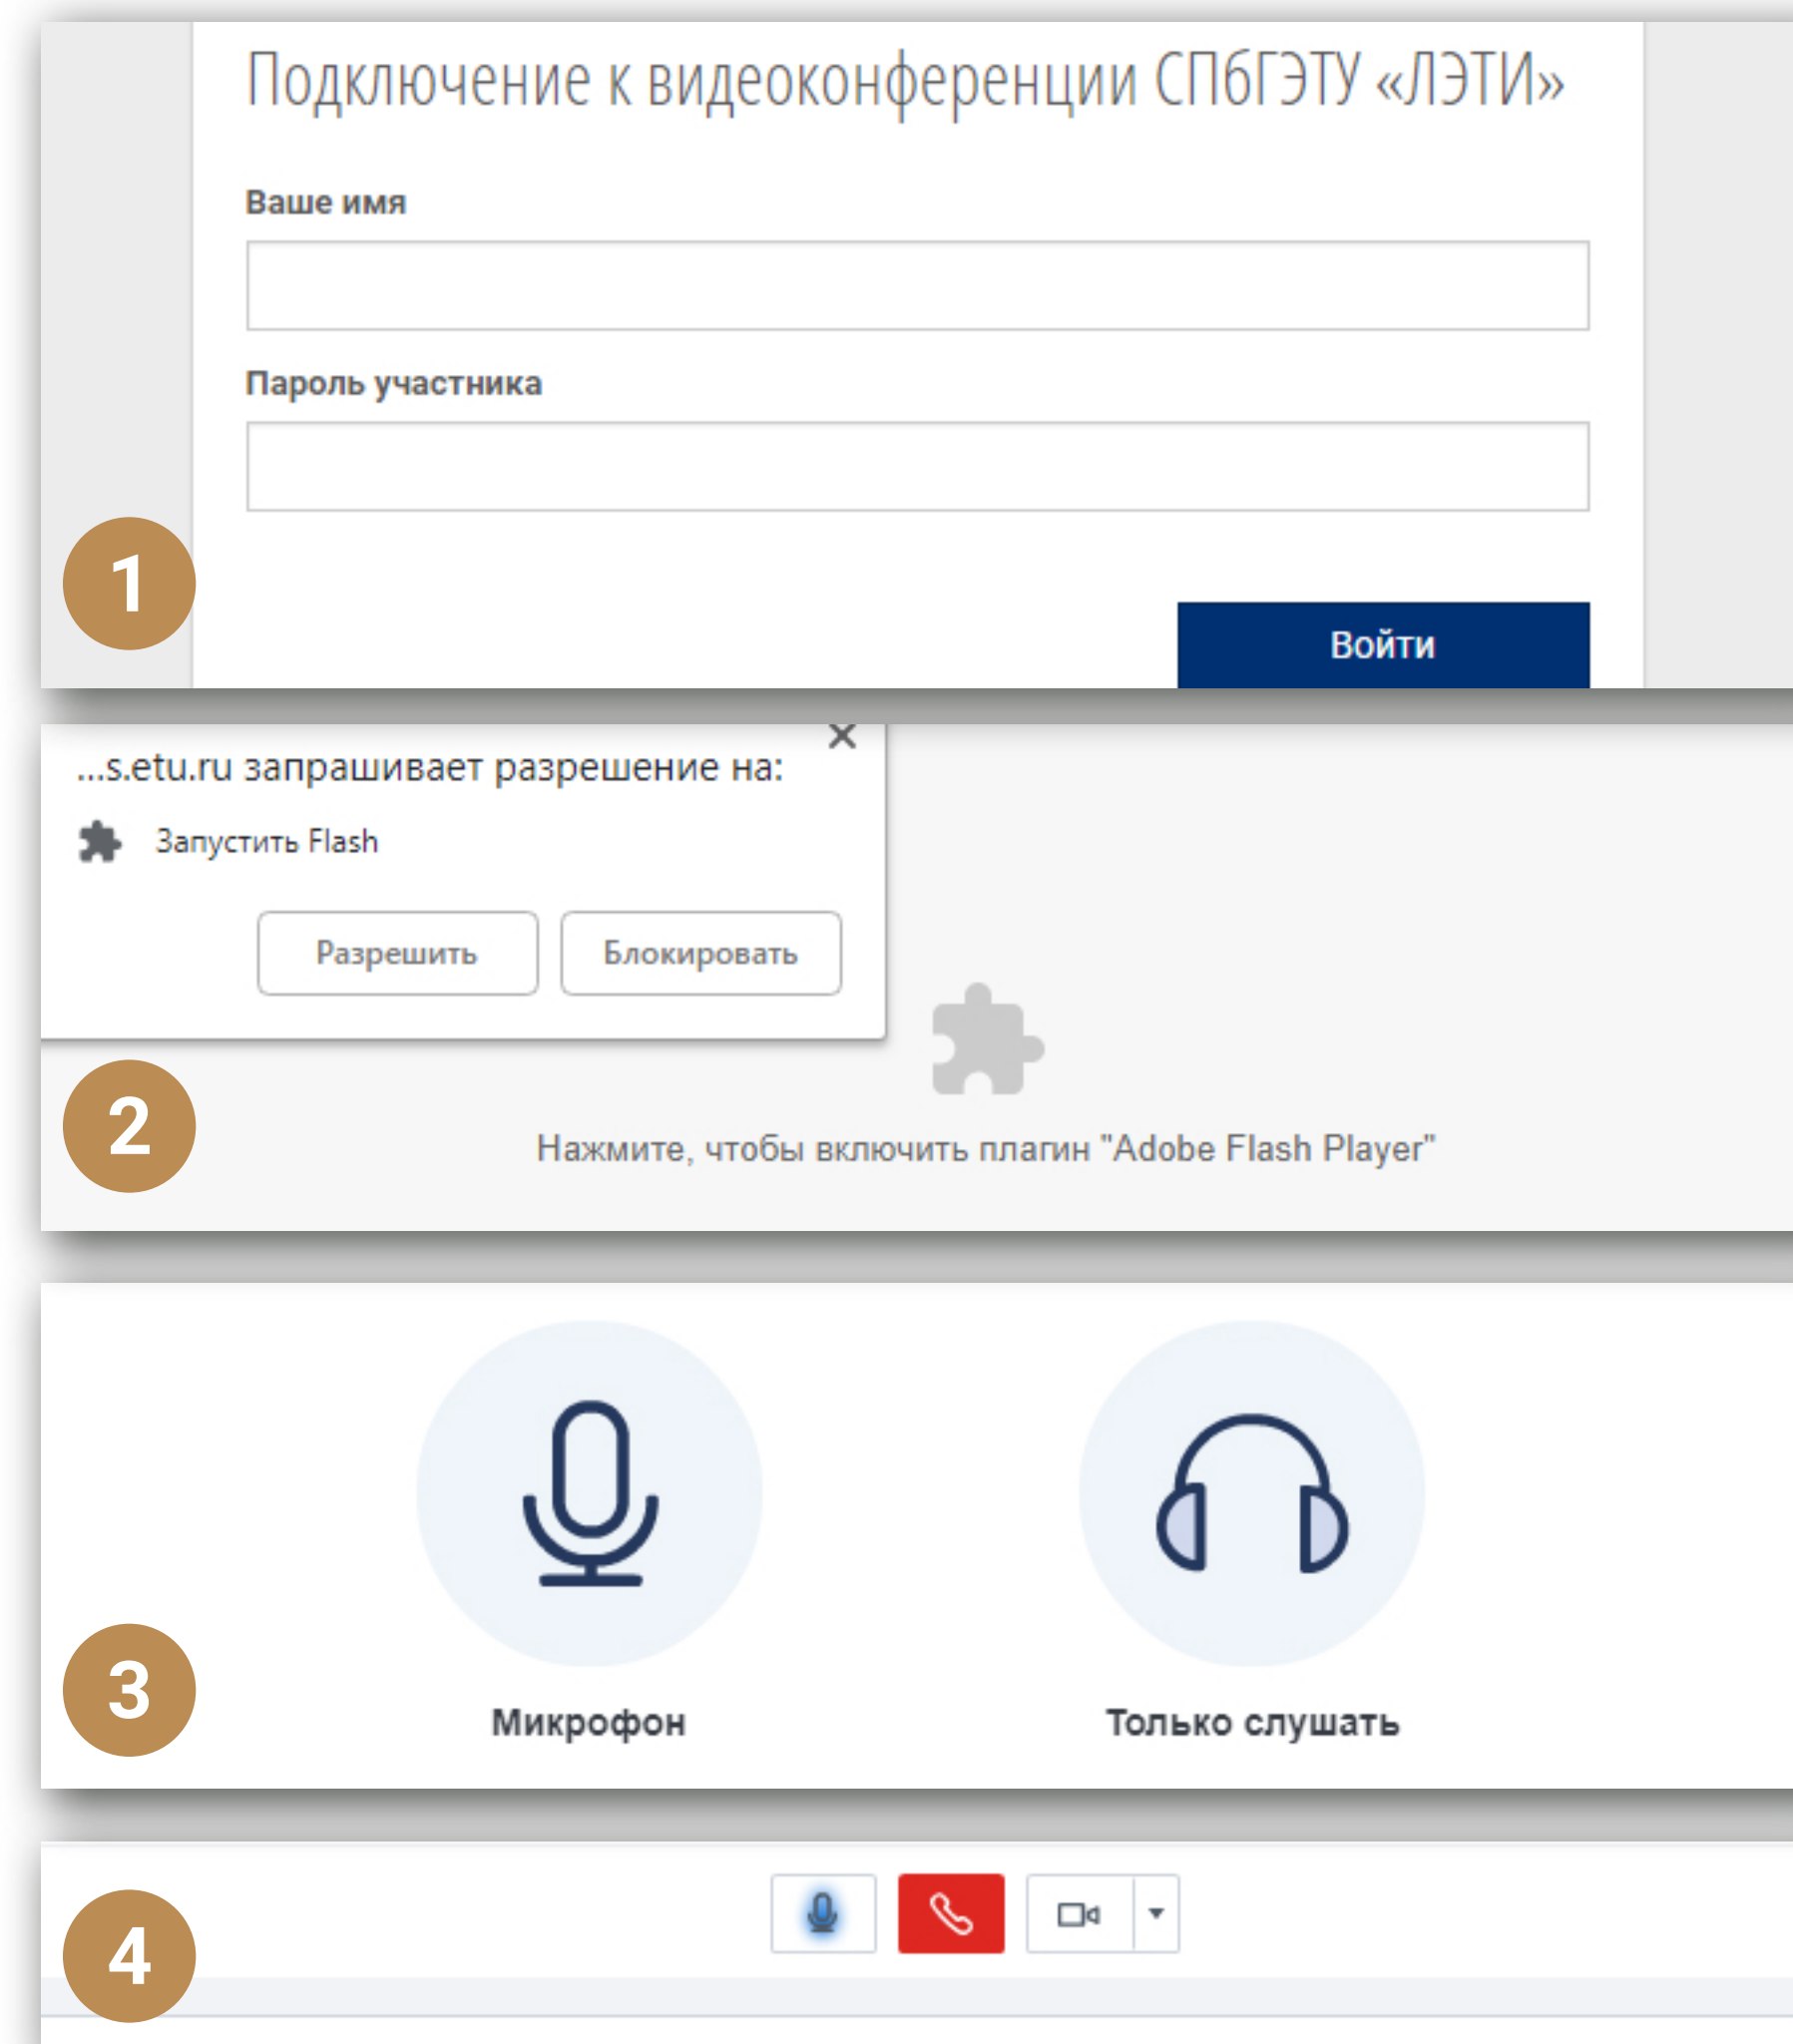 Подключение к видеоконференции СПбГЭТУ «ЛЭТИ»
Ваше имя
Пароль участника
1
Войти
...s.etu.ru запрашивает разрешение на:
Запустить Flash
Разрешить
Блокировать
2
Нажмите, чтобы включить плагин "Adobe Flash Player"
3
Микрофон
Только слушать
4